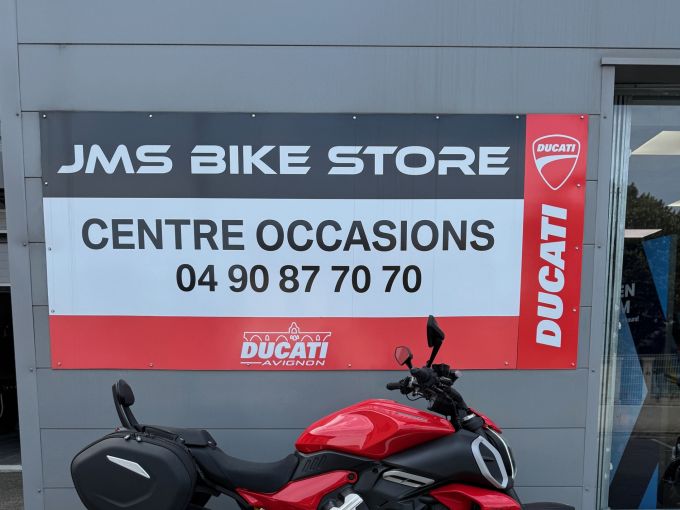 JMS BIKE STORE
CENTRE OCCASIONS
04 90 87 70 70
DUCATI
AVIGNON
DUCATI
DUCATI